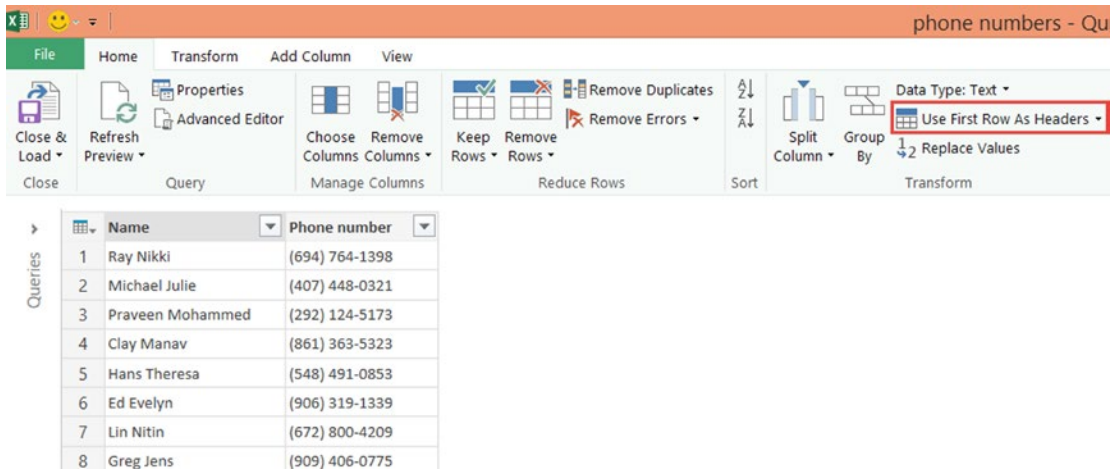 phone numbers - Qu
File Home Transform Add Column View
Close & Load
Refresh Preview
Properties
Advanced Editor
Choose Columns
Remove Columns
Keep Rows
Remove Rows
Remove Duplicates
Remove Errors
Split Column
Group By
Data Type: Text
Use First Row As Headers
Replace Values
Close Query Manage Columns Reduce Rows Sort Transform
Queries
Name Phone number
1 Ray Nikki (694) 764-1398
2 Michael Julie (407) 448-0321
3 Praveen Mohammed (292) 124-5173
4 Clay Manav (861) 363-5323
5 Hans Theresa (548) 491-0853
6 Ed Evelyn (906) 319-1339
7 Lin Nitin (672) 800-4209
8 Greg Jens (909) 406-0775